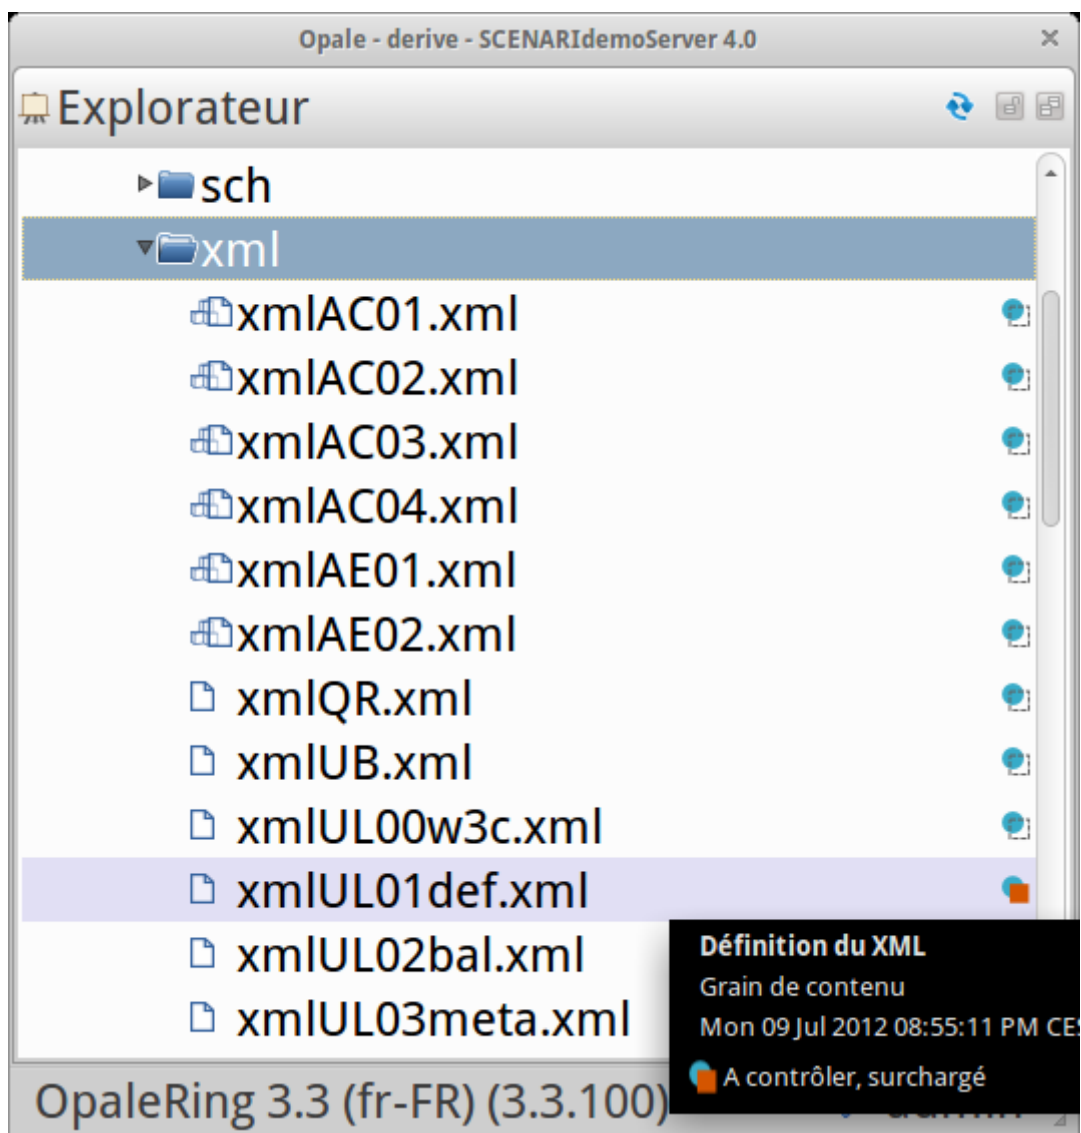 Opale - derive - SCENARIdemoServer 4.0
Explorateur
sch
xml
xmlAC01.xml
xmlAC02.xml
xmlAC03.xml
xmlAC04.xml
xmlAE01.xml
xmlAE02.xml
xmlQR.xml
xmlUB.xml
xmlUL00w3c.xml
xmlUL01def.xml
xmlUL02bal.xml
xmlUL03meta.xml
Définition du XML
Grain de contenu
Mon 09 Jul 2012 08:55:11 PM
A contrôler, surchargé
OpaleRing 3.3 (fr-FR) (3.3.100)